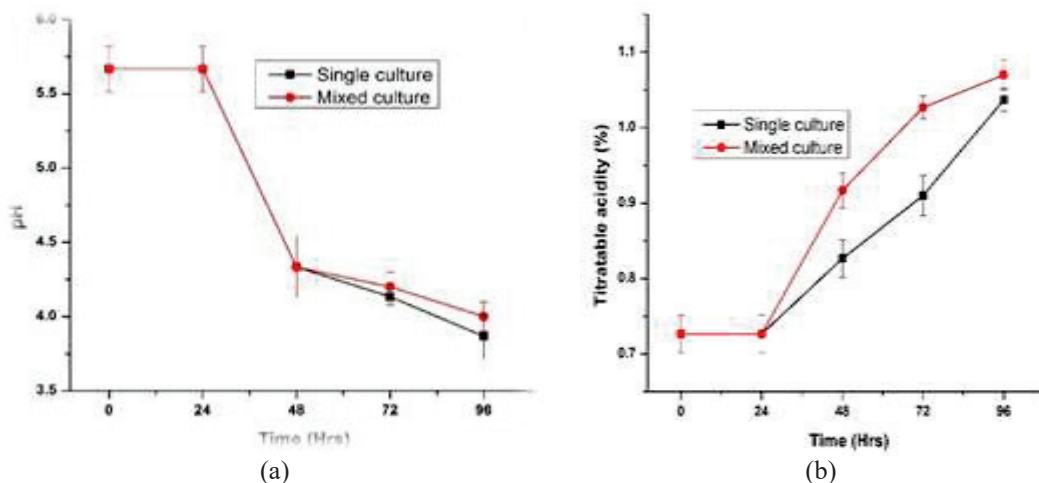 6.0
5.5
5.0
4.5
4.0
3.5
pH
0 24 48 72 96
Time (Hrs)
Single culture
Mixed culture
(a)
1.1
1.0
0.9
0.8
0.7
Titratable acidity (%)
0 24 48 72 96
Time (Hrs)
Single culture
Mixed culture
(b)